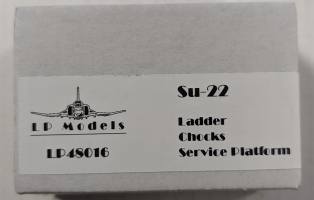 Su-22
LP Models
Ladder
Chocks
LP48016
Service Platform